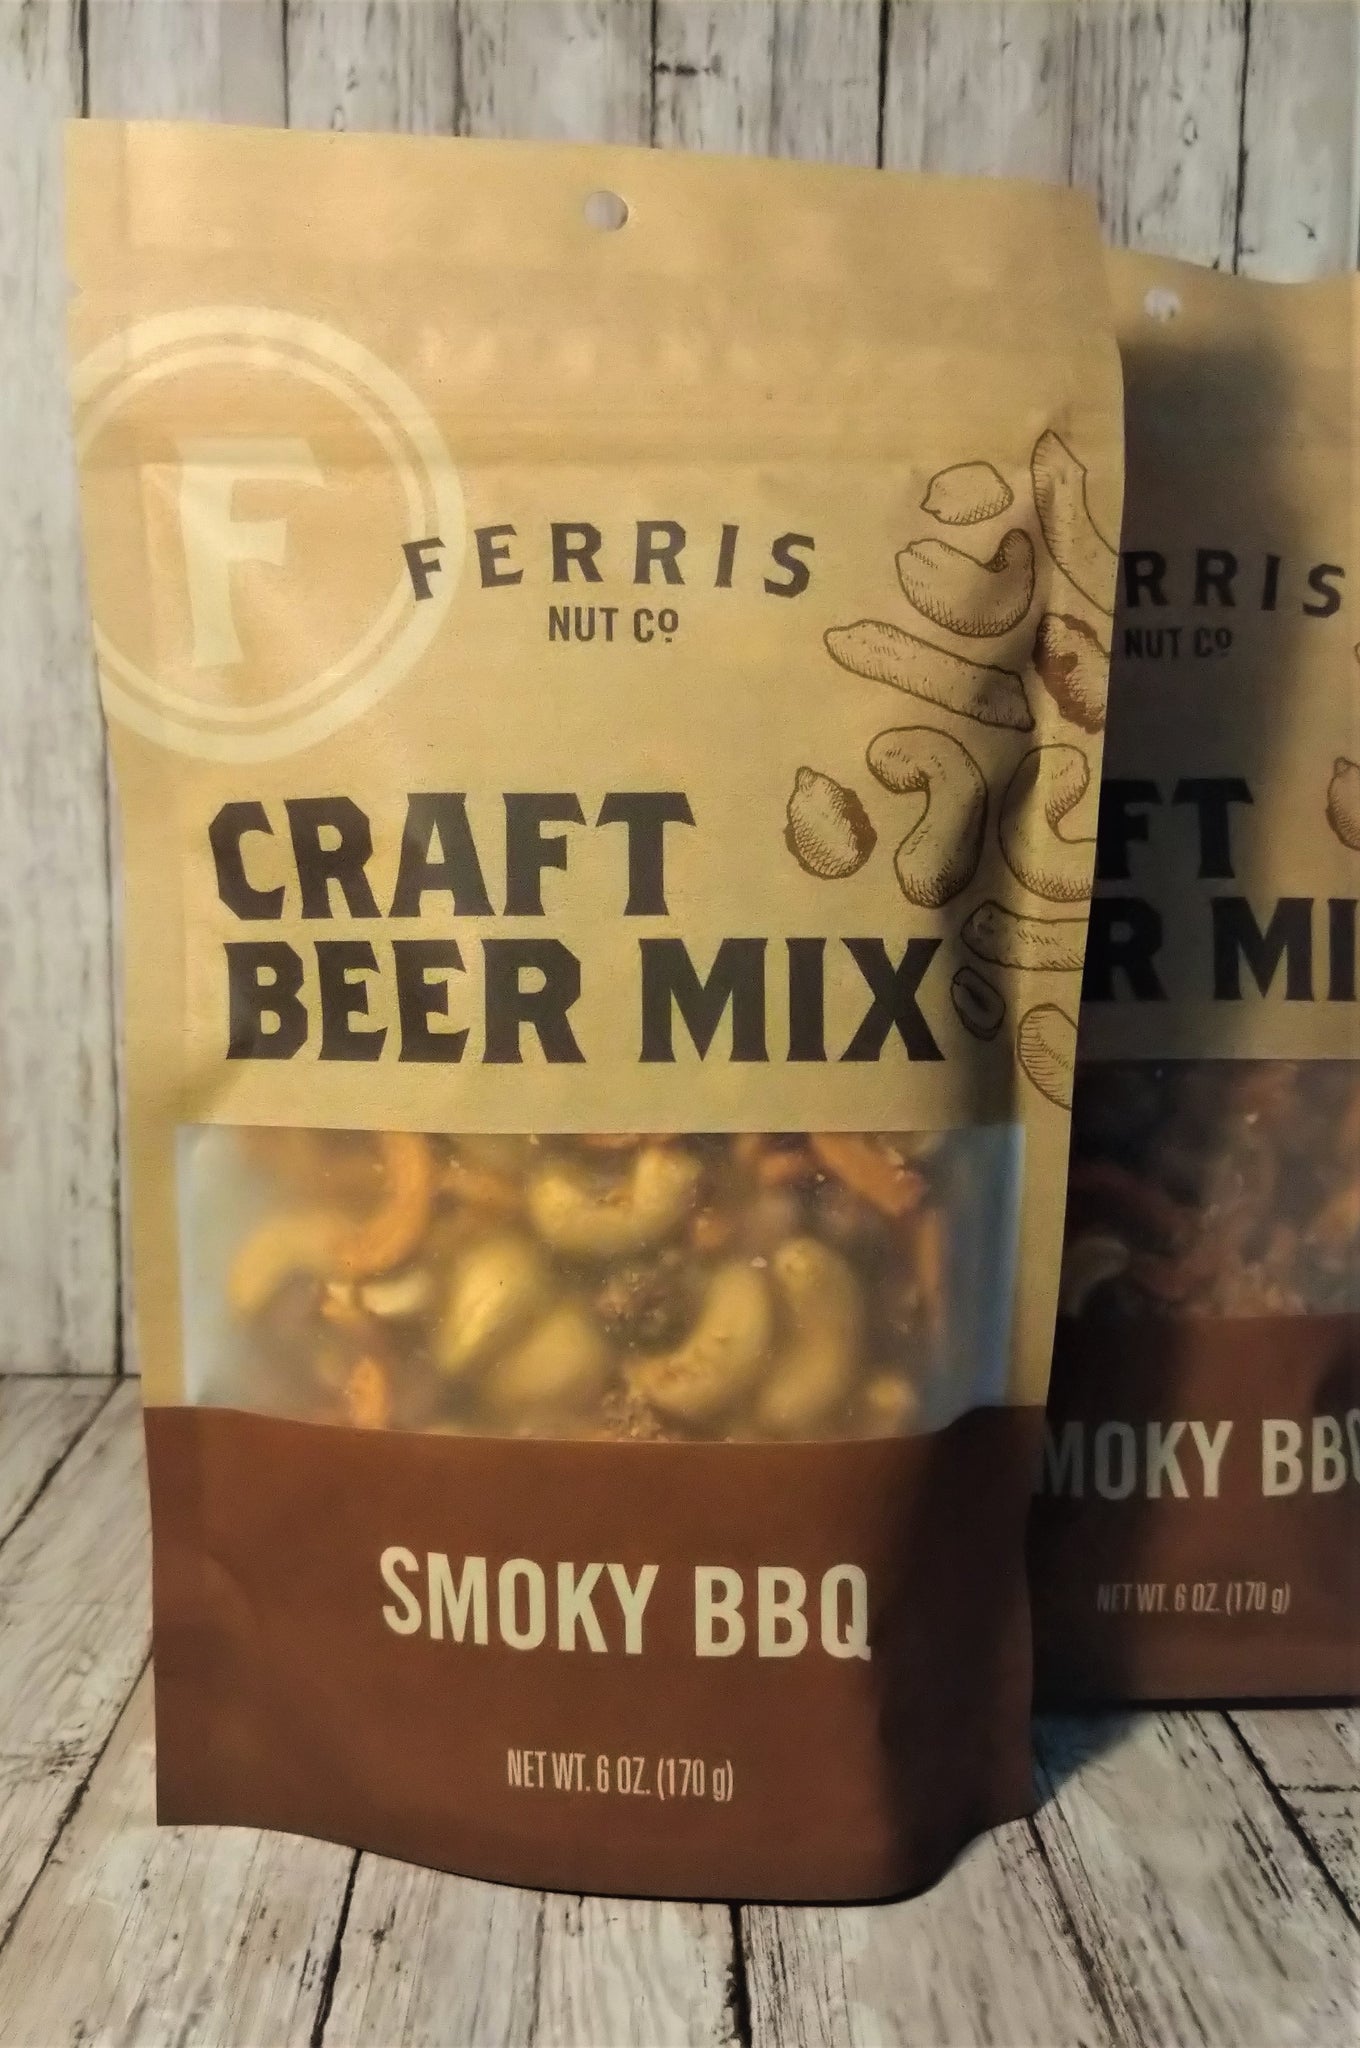 F
FERRIS
NUT Cº
CRAFT
BEER MIX
SMOKY BBQ
NET WT. 6 OZ. (170 g)
RRIS
NUT Cº
FT
R MI
MOKY BBQ
NET WT. 6 OZ. (170 g)